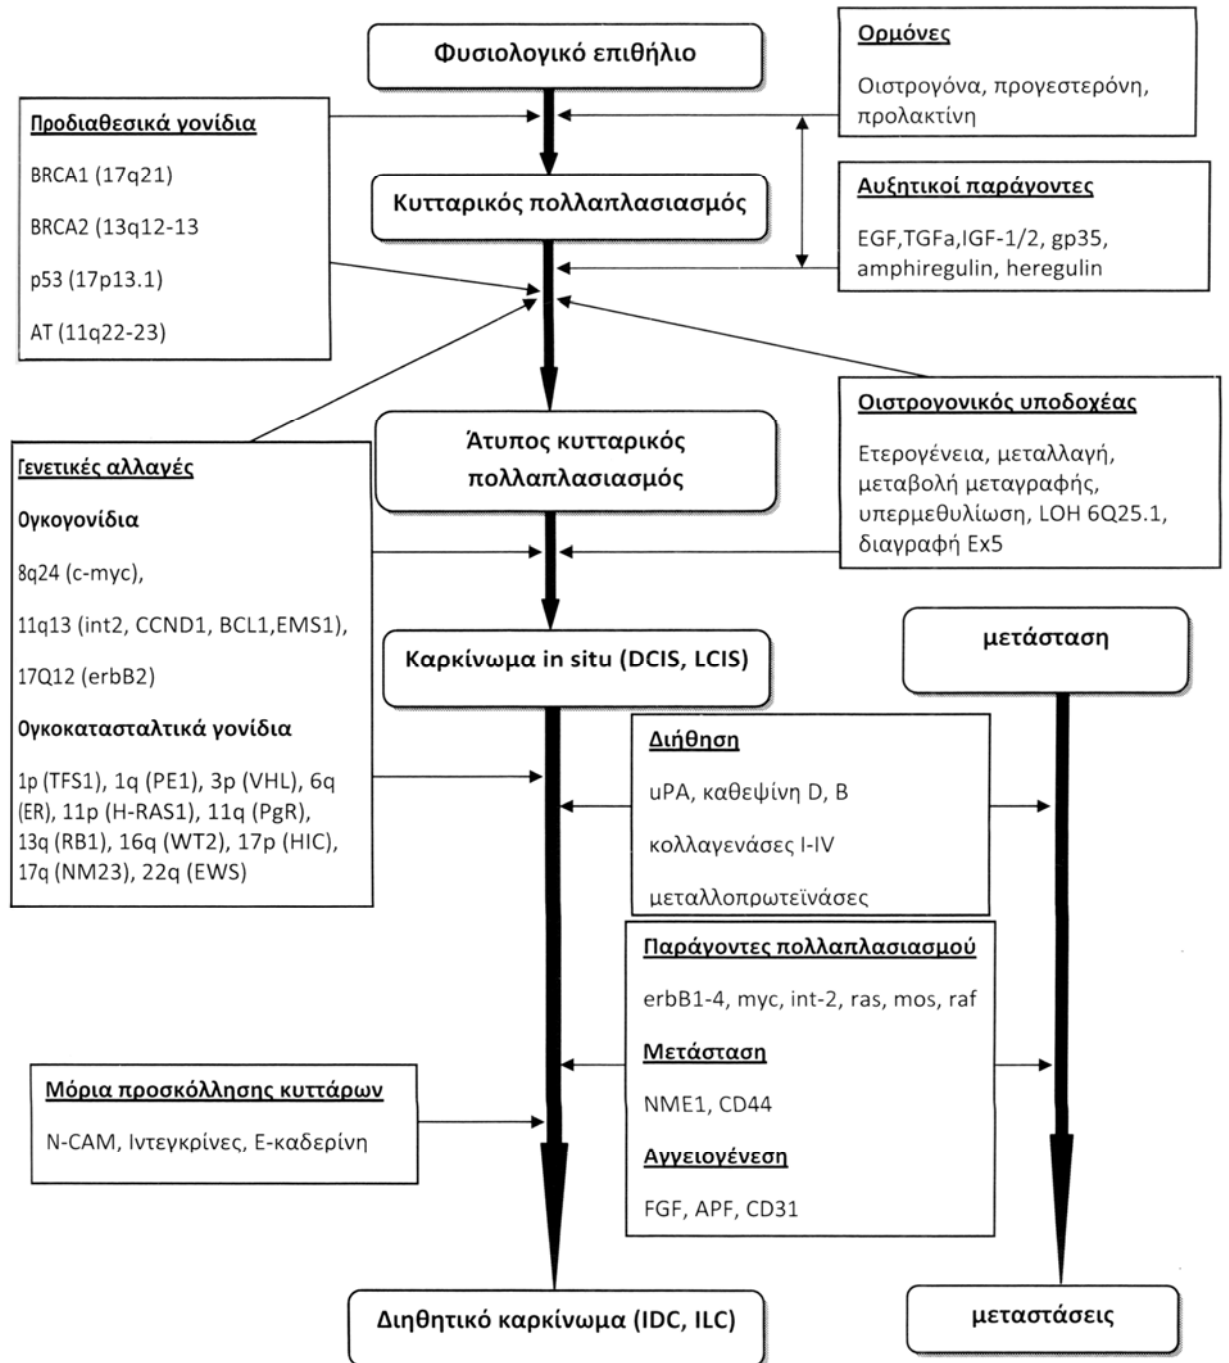 Φυσιολογικό επιθήλιο
Ορμόνες
Οιστρογόνα, προγεστερόνη,
προλακτίνη
Προδιαθεσικά γονίδια
BRCA1 (17q21)
BRCA2 (13q12-13
p53 (17p13.1)
AT (11q22-23)
Κυτταρικός πολλαπλασιασμός
Αυξητικοί παράγοντες
EGF,TGFa,IGF-1/2, gp35,
amphiregulin, heregulin
Άτυπος κυτταρικός
πολλαπλασιασμός
Οιστρογονικός υποδοχέας
Ετερογένεια, μεταλλαγή,
μεταβολή μεταγραφής,
υπερμεθυλίωση, LOH 6Q25.1,
διαγραφή Ex5
Γενετικές αλλαγές
Ογκογονίδια
8q24 (c-myc),
11q13 (int2, CCND1, BCL1,EMS1),
17Q12 (erbB2)
Ογκοκατασταλτικά γονίδια
1p (TFS1), 1q (PE1), 3p (VHL), 6q
(ER), 11p (H-RAS1), 11q (PgR),
13q (RB1), 16q (WT2), 17p (HIC),
17q (NM23), 22q (EWS)
Καρκίνωμα in situ (DCIS, LCIS)
μετάσταση
Διήθηση
uPA, καθεψίνη D, B
κολλαγενάσες I-IV
μεταλλοπρωτεϊνάσες
Παράγοντες πολλαπλασιασμού
erbB1-4, myc, int-2, ras, mos, raf
Μετάσταση
NME1, CD44
Αγγειογένεση
FGF, APF, CD31
Μόρια προσκόλλησης κυττάρων
N-CAM, Ιντεγκρίνες, E-καδερίνη
Διηθητικό καρκίνωμα (IDC, ILC)
μεταστάσεις